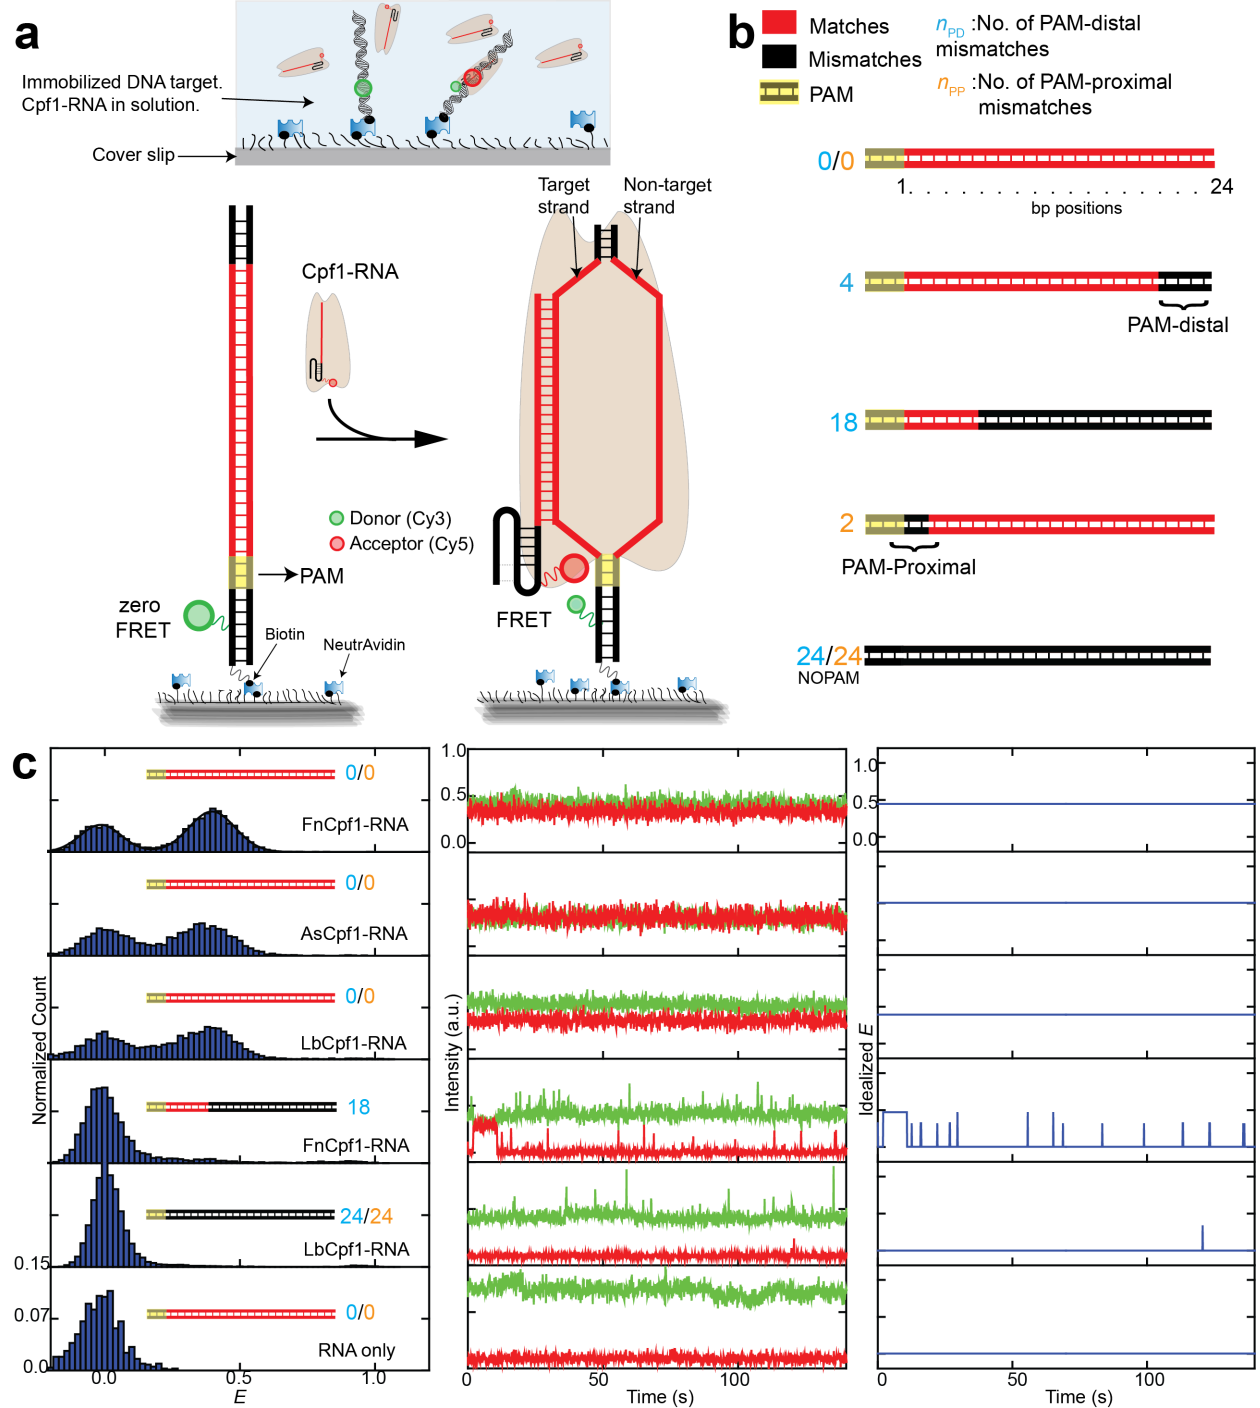 a
Immobilized DNA target.
Cpf1-RNA in solution.
Cover slip
Cpf1-RNA
Target
strand
Non-target
strand
Donor (Cy3)
Acceptor (Cy5)
PAM
zero
FRET
FRET
Biotin
NeutrAvidin
b
Matches
Mismatches
PAM
nPD :No. of PAM-distal
mismatches
nPP :No. of PAM-proximal
mismatches
0/0
1. . . . . . . . . . . . . . . . . 24
bp positions
4
PAM-distal
18
2
PAM-Proximal
24/24
NOPAM
c
Normalized Count
0/0
FnCpf1-RNA
0/0
AsCpf1-RNA
0/0
LbCpf1-RNA
18
FnCpf1-RNA
24/24
LbCpf1-RNA
0/0
RNA only
0.15
0.07
0.0
0.0 0.5 1.0
E
Intensity (a.u.)
1.0
0.5
0.0
0 50 100
Time (s)
Idealized E
1.0
0.5
0.0
0 50 100
Time (s)